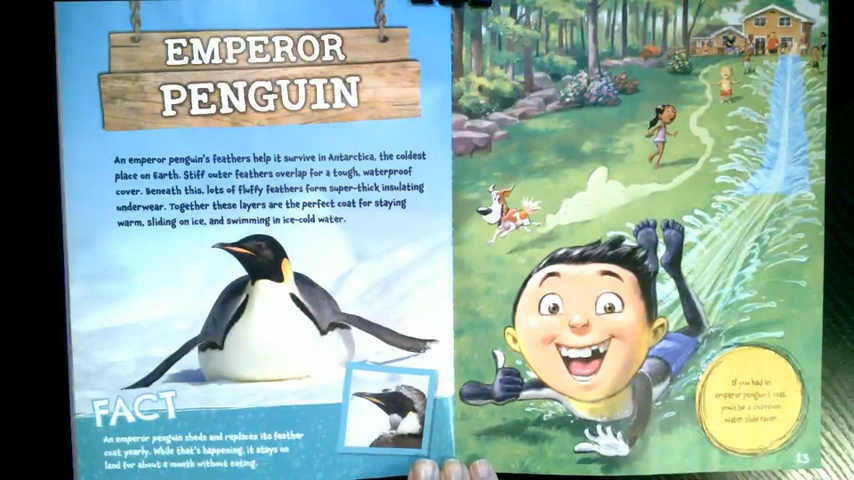 EMPEROR
PENGUIN
An emperor penguin's feathers help it survive in Antarctica, the coldest
place on Earth. Stiff outer feathers overlap for a tough, waterproof
cover. Beneath this, lots of fluffy feathers form super-thick insulating
underwear. Together these layers are the perfect coat for staying
warm, sliding on ice, and swimming in ice-cold water.
FACT
An emperor penguin sheds and replaces its feather
coat yearly. While that's happening, it stays on
land for about a month without eating.
If you had an
emperor penguin's coat,
you'd be a champion
water slide racer.
13